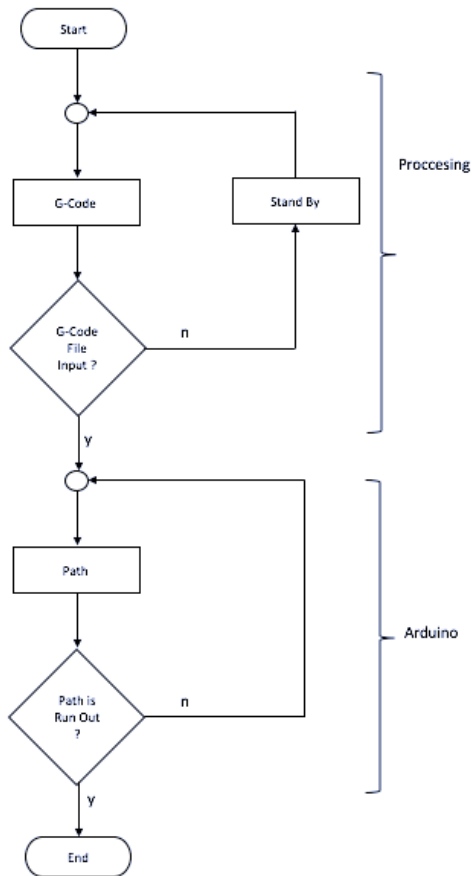 Start
Proccesing
G-Code
Stand By
G-Code
File
Input ?
n
y
Path
Arduino
Path is
Run Out
?
n
y
End